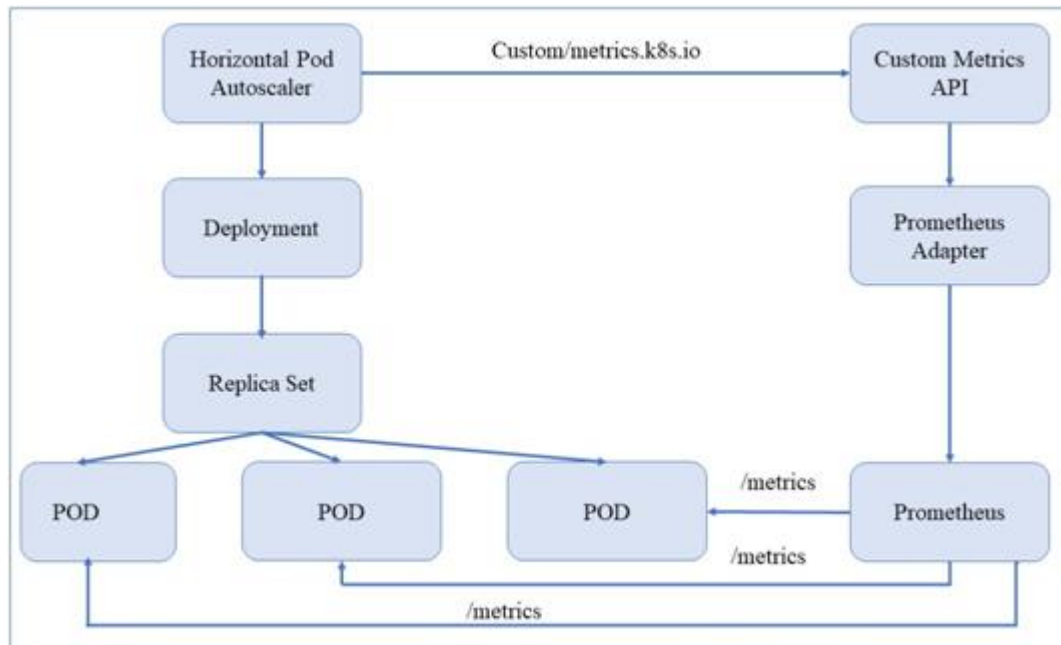 Horizontal Pod
Autoscaler
Custom/metrics.k8s.io
Custom Metrics
API
Deployment
Prometheus
Adapter
Replica Set
POD
POD
POD
/metrics
Prometheus
/metrics
/metrics